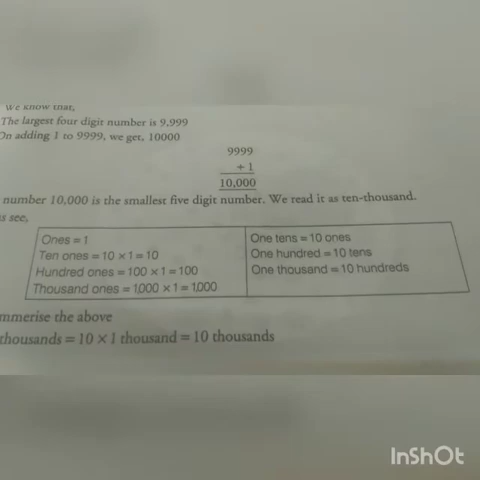 We know that,
The largest four digit number is 9,999
On adding 1 to 9999, we get, 10000
9999
+ 1
10,000
number 10,000 is the smallest five digit number. We read it as ten-thousand.
s see,
Ones = 1
Ten ones = 10 × 1 = 10
Hundred ones = 100 × 1 = 100
Thousand ones = 1,000 × 1 = 1,000
One tens = 10 ones
One hundred = 10 tens
One thousand = 10 hundreds
mmerise the above
thousands = 10 × 1 thousand = 10 thousands
InShOt